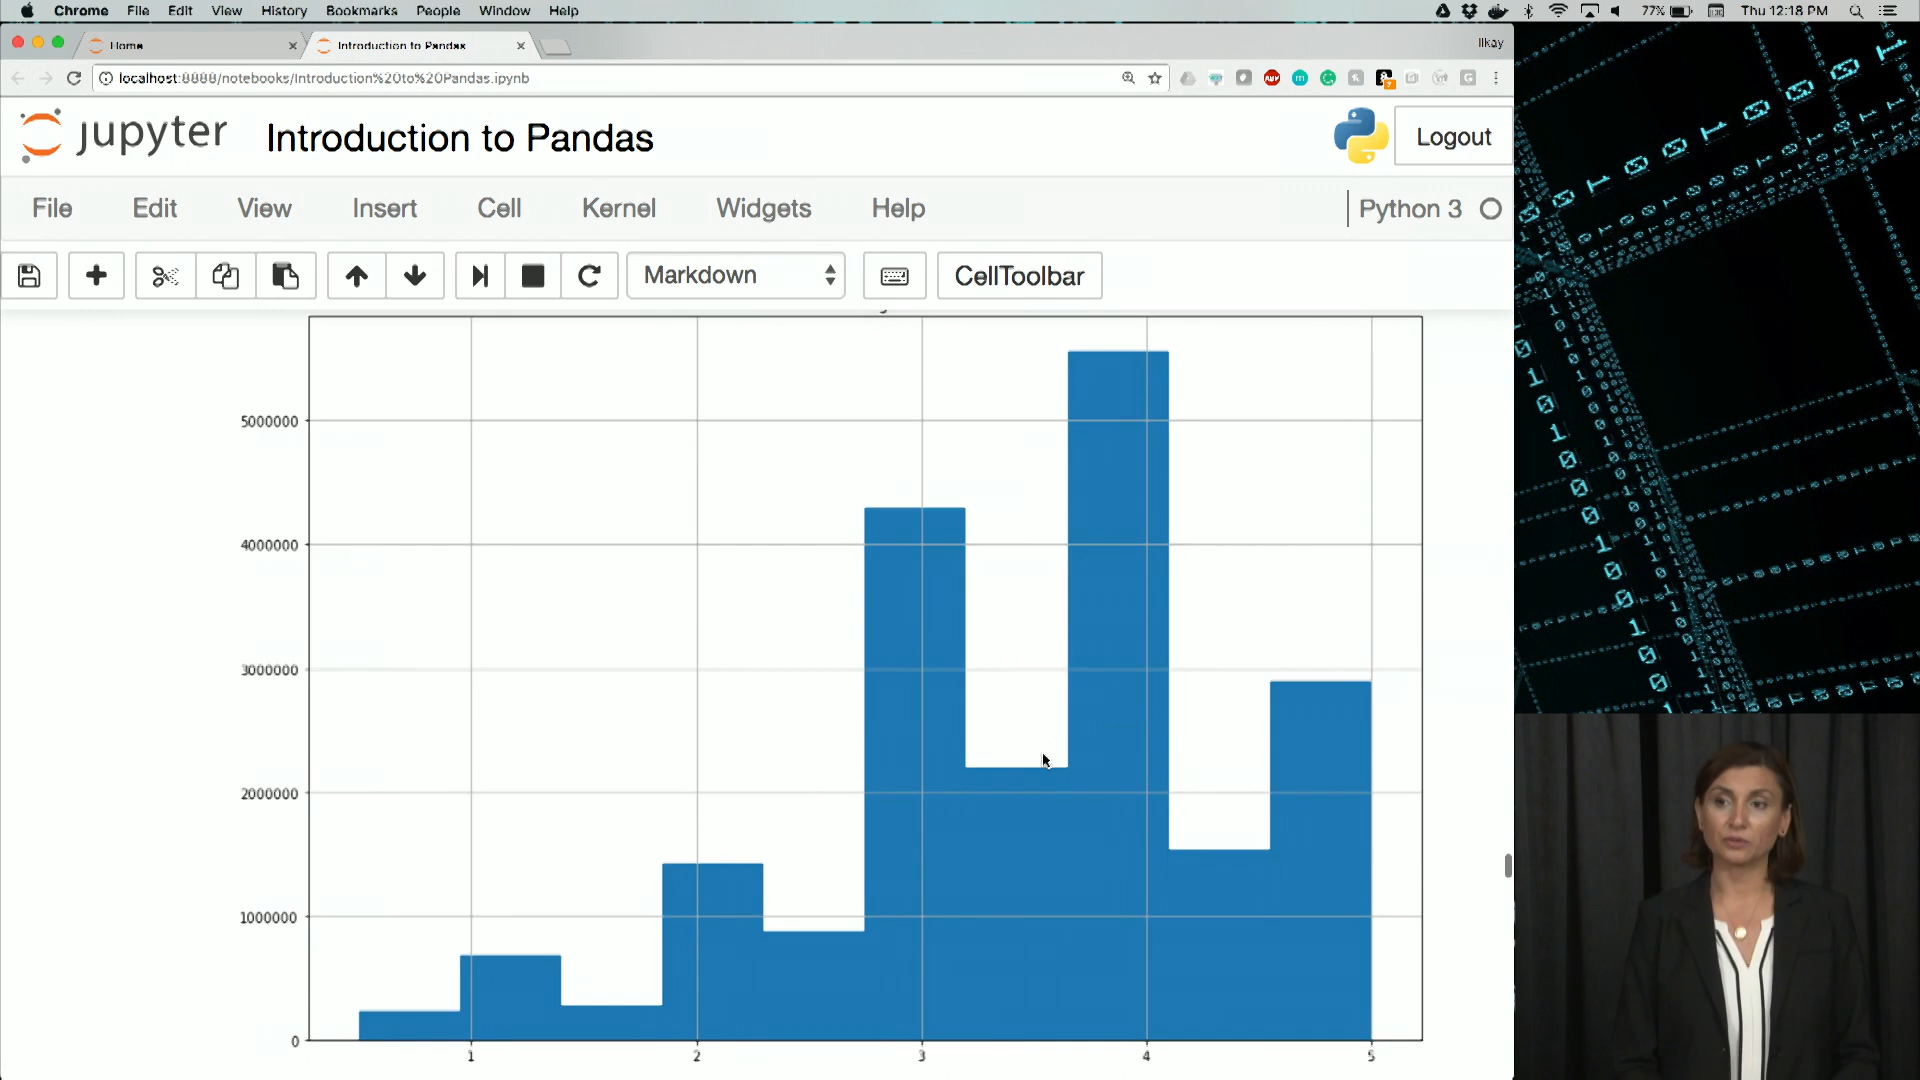 Chrome File Edit View History Bookmarks People Window Help 77% Thu 12:18 PM
Home Introduction to Pandas Ilkay
localhost:8888/notebooks/Introduction%20to%20Pandas.ipynb
jupyter Introduction to Pandas Logout
File Edit View Insert Cell Kernel Widgets Help Python 3
Markdown CellToolbar
5000000
4000000
3000000
2000000
1000000
0
1 2 3 4 5